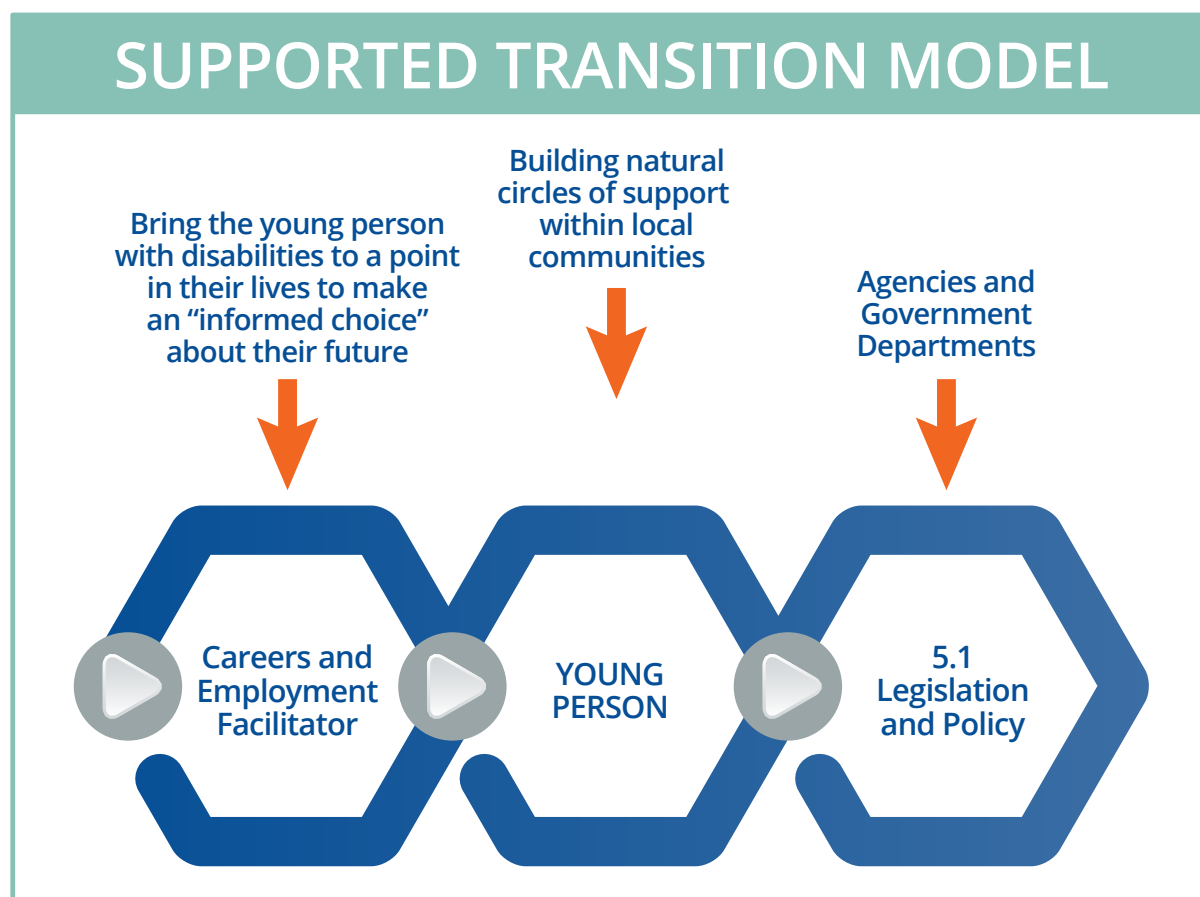 SUPPORTED TRANSITION MODEL
Bring the young person
with disabilities to a point
in their lives to make
an “informed choice”
about their future
Building natural
circles of support
within local
communities
Agencies and
Government
Departments
Careers and
Employment
Facilitator
YOUNG
PERSON
5.1
Legislation
and Policy